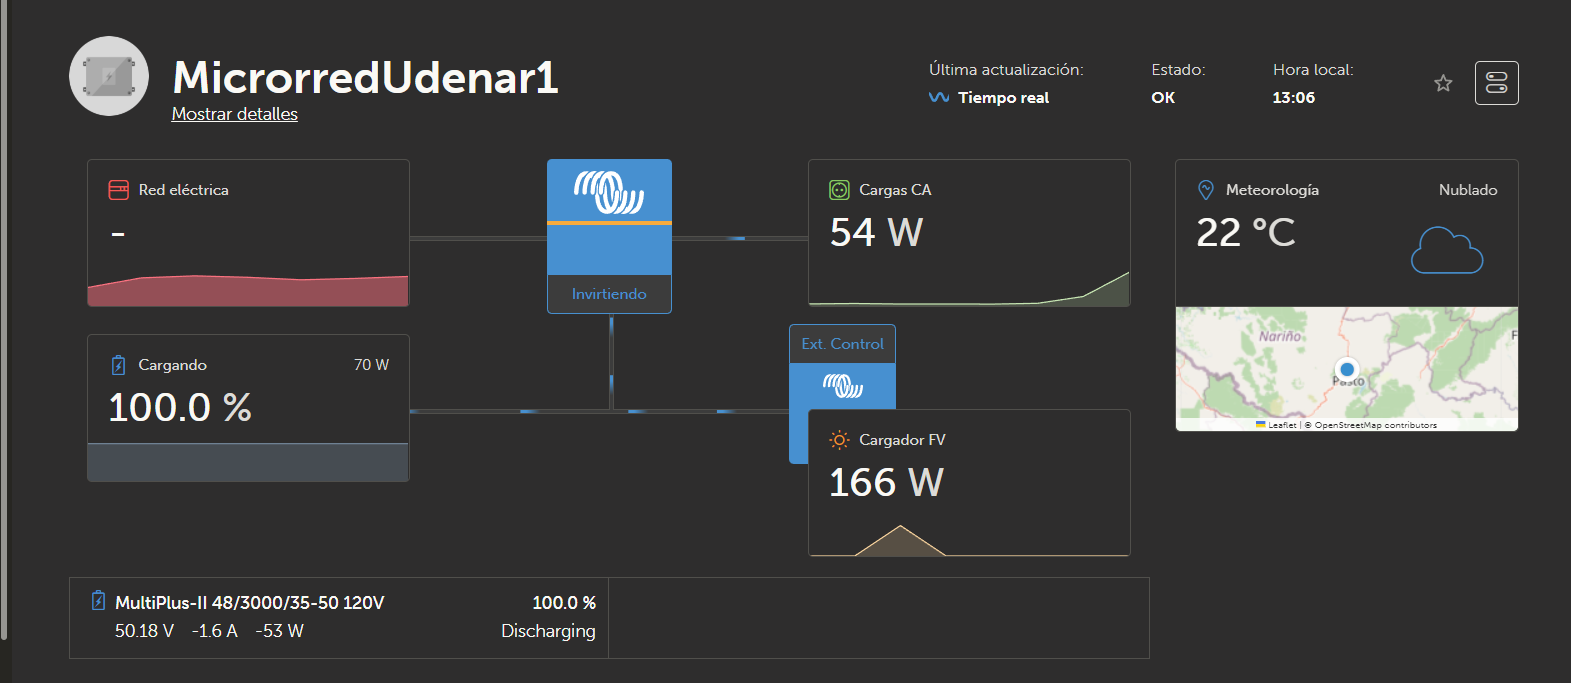 MicrorredUdenar1
Mostrar detalles
Última actualización:
Tiempo real
Estado:
OK
Hora local:
13:06
Red eléctrica
-
Invirtiendo
Cargas CA
54 W
Meteorología
Nublado
22 °C
Cargando
70 W
100.0 %
Ext. Control
Cargador FV
166 W
Nariño
Pasto
F
Leaflet | © OpenStreetMap contributors
MultiPlus-II 48/3000/35-50 120V
100.0 %
50.18 V -1.6 A -53 W
Discharging